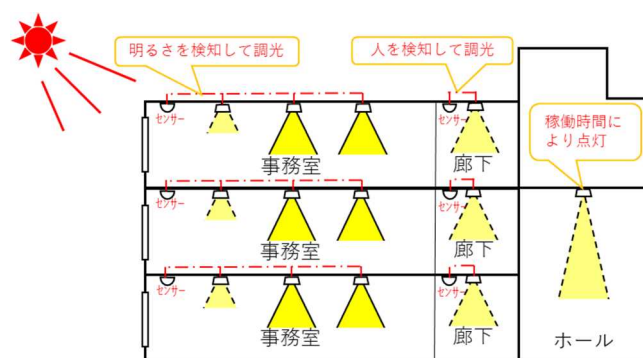 明るさを検知して調光
人を検知して調光
稼働時間に
より点灯
センサー
センサー
事務室
廊下
センサー
センサー
事務室
廊下
センサー
センサー
事務室
廊下
ホール